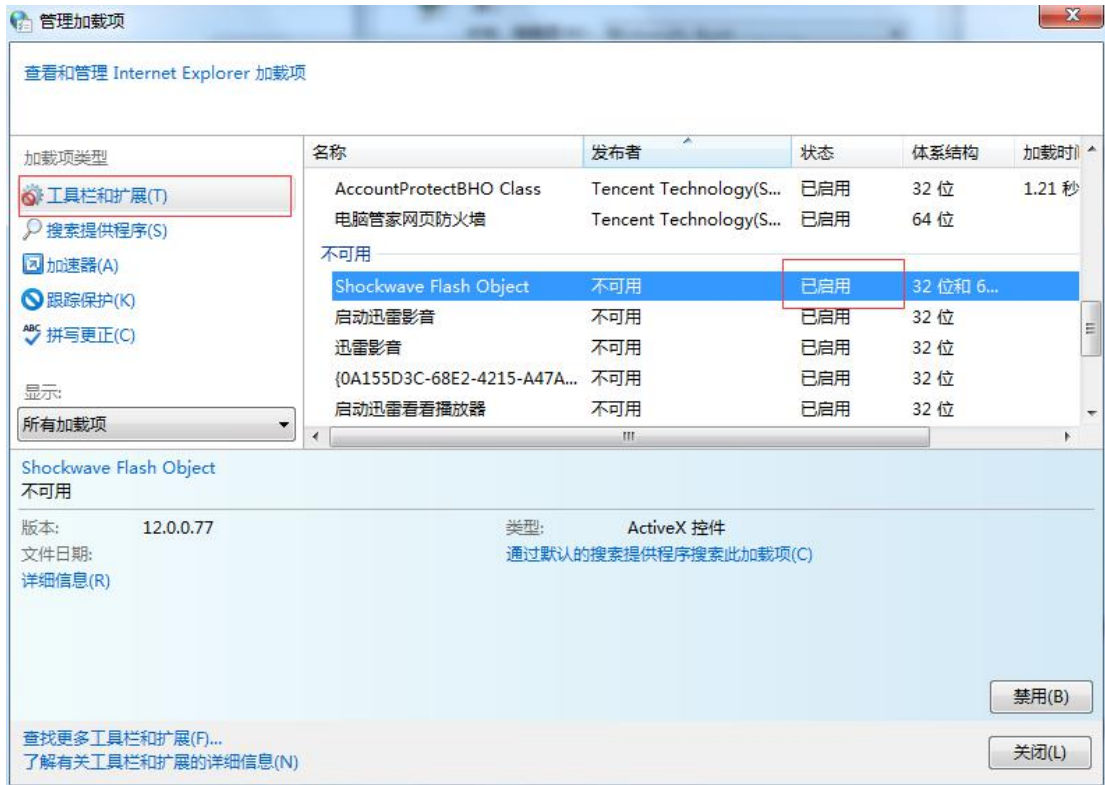 管理加载项
查看和管理 Internet Explorer 加载项
加载项类型
工具栏和扩展(T)
搜索提供程序(S)
加速器(A)
跟踪保护(K)
拼写更正(C)
显示:
所有加载项
名称 发布者 状态 体系结构 加载时间
AccountProtectBHO Class Tencent Technology(S... 已启用 32 位 1.21 秒
电脑管家网页防火墙 Tencent Technology(S... 已启用 64 位
不可用
Shockwave Flash Object 不可用 已启用 32 位和 6...
启动迅雷影音 不可用 已启用 32 位
迅雷影音 不可用 已启用 32 位
{0A155D3C-68E2-4215-A47A... 不可用 已启用 32 位
启动迅雷看看播放器 不可用 已启用 32 位
Shockwave Flash Object
不可用
版本: 12.0.0.77 类型: ActiveX 控件
文件日期: 通过默认的搜索提供程序搜索此加载项(C)
详细信息(R)
禁用(B)
查找更多工具栏和扩展(F)...
了解有关工具栏和扩展的详细信息(N)
关闭(L)